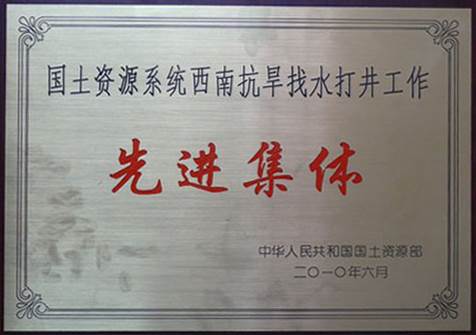 国土资源系统西南抗旱找水打井工作
先进集体
中华人民共和国国土资源部
二〇一〇年六月